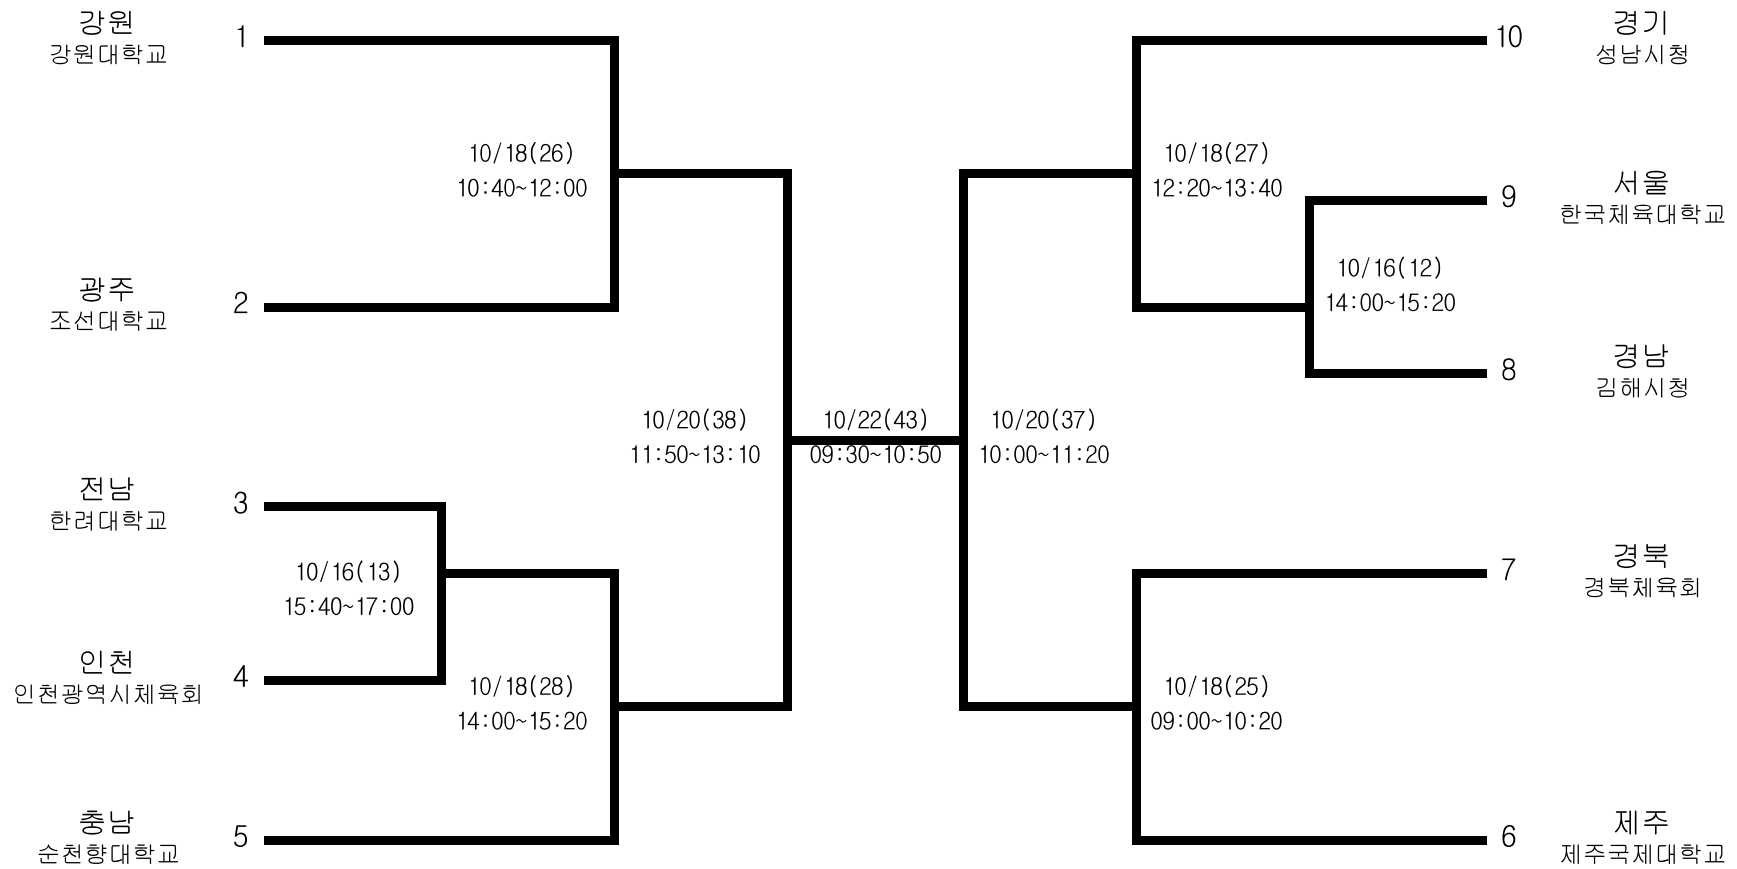 강원
강원대학교
1
광주
조선대학교
2
전남
한려대학교
3
인천
인천광역시체육회
4
충남
순천향대학교
5
10/16(13)
15:40~17:00
10/18(26)
10:40~12:00
10/18(28)
14:00~15:20
10/20(38)
11:50~13:10
10/22(43)
09:30~10:50
10/20(37)
10:00~11:20
10/18(27)
12:20~13:40
10/18(25)
09:00~10:20
10/16(12)
14:00~15:20
10
경기
성남시청
9
서울
한국체육대학교
8
경남
김해시청
7
경북
경북체육회
6
제주
제주국제대학교